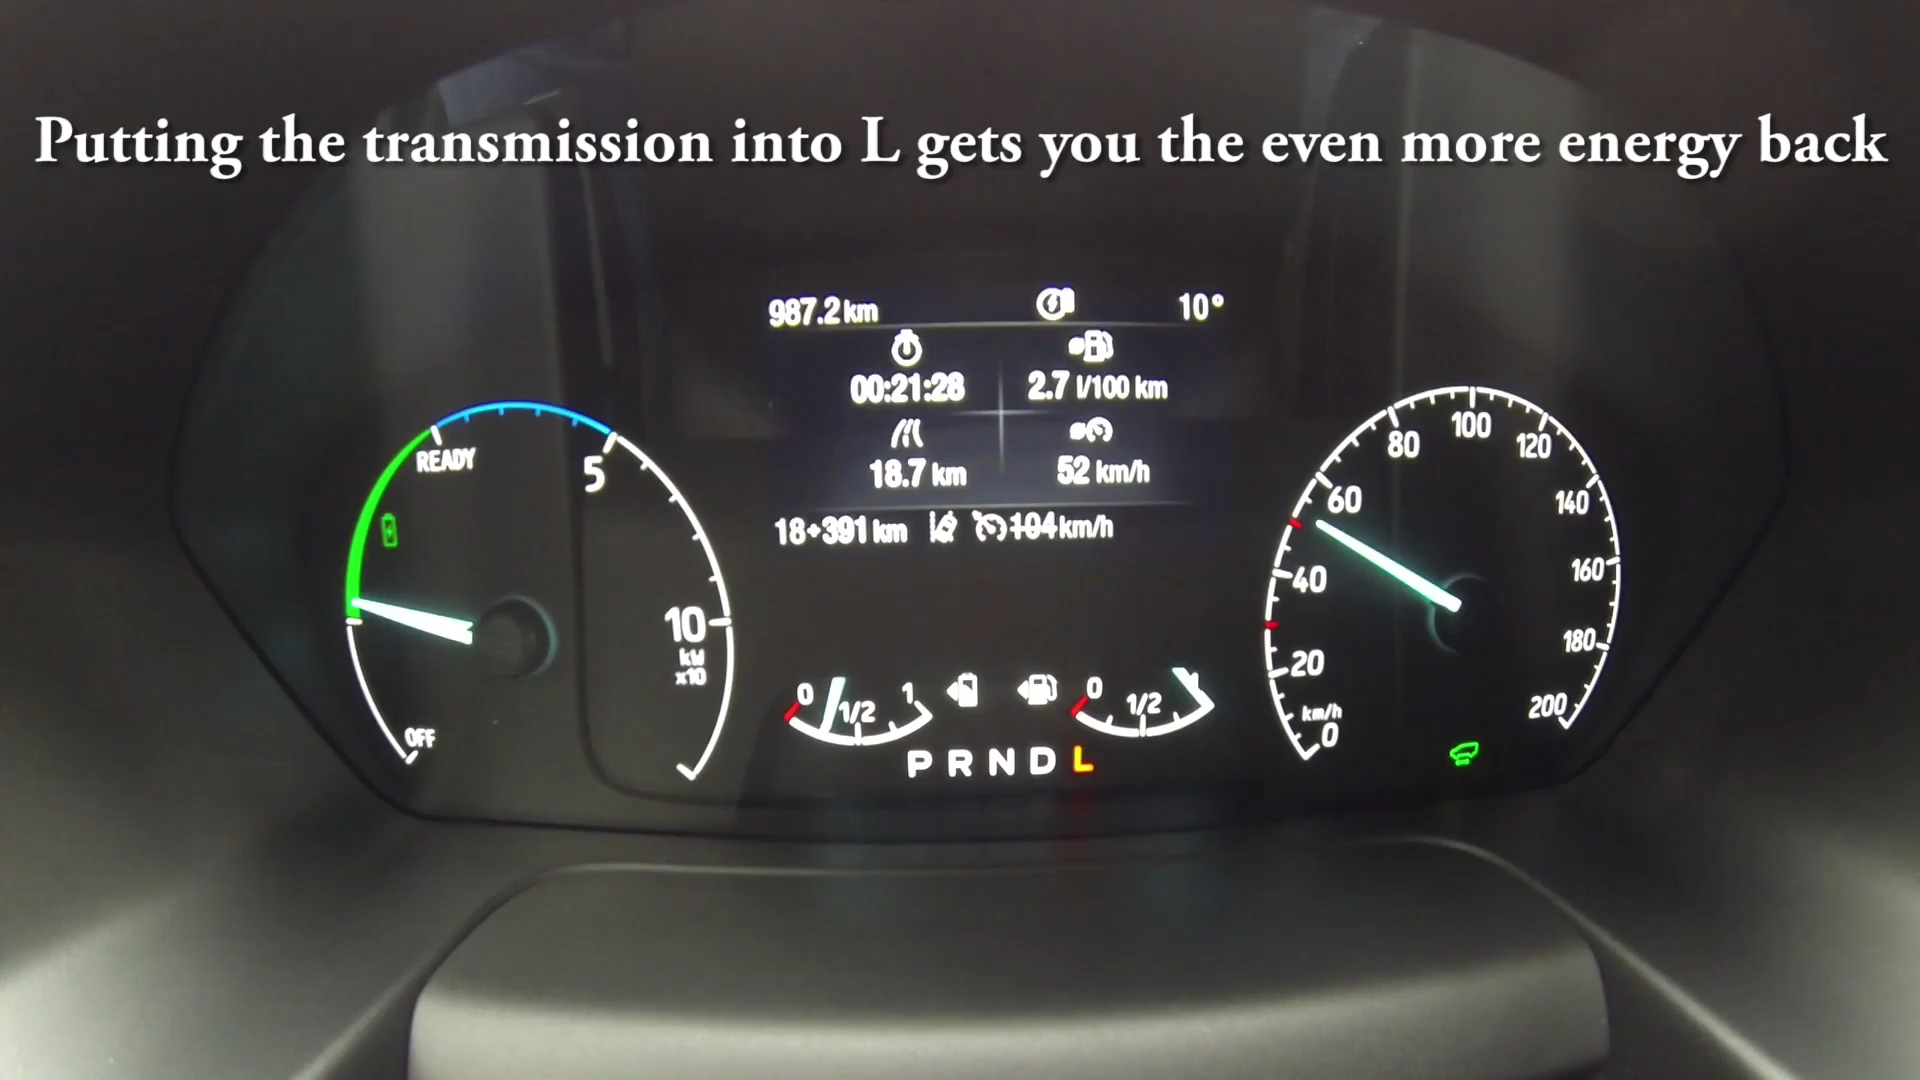 Putting the transmission into L gets you the even more energy back
987.2 km 10°
00:21:28 2.7 l/100 km
18.7 km 52 km/h
18+391 km 104 km/h
READY 5
10
kW
x10
OFF
0 1/2 1
0 1/2
P R N D L
0 20 40 60 80 100 120 140 160 180 200
km/h